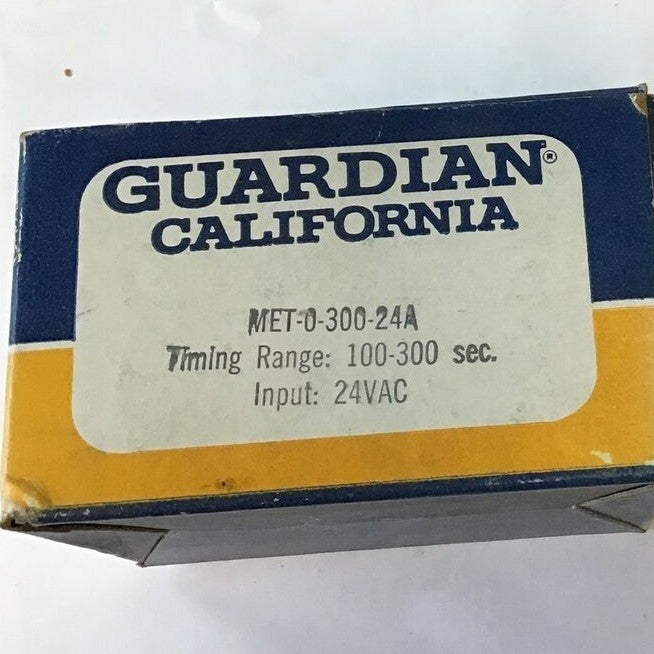 GUARDIAN®
CALIFORNIA
MET-0-300-24A
Timing Range: 100-300 sec.
Input: 24VAC